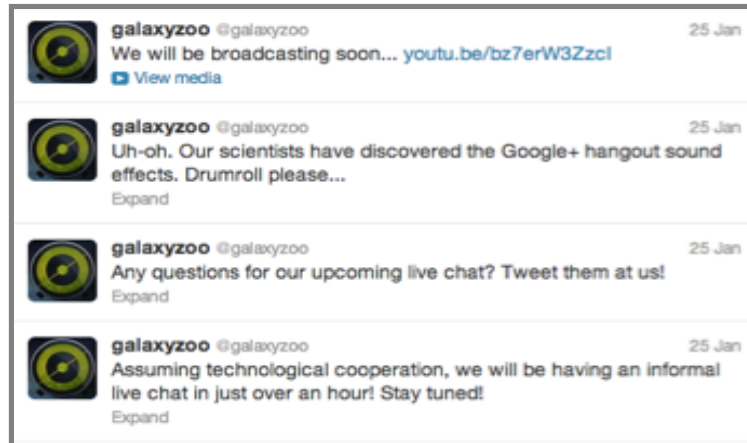 galaxyzoo @galaxyzoo 25 Jan
We will be broadcasting soon... youtu.be/bz7erW3ZzcI
View media
galaxyzoo @galaxyzoo 25 Jan
Uh-oh. Our scientists have discovered the Google+ hangout sound
effects. Drumroll please...
Expand
galaxyzoo @galaxyzoo 25 Jan
Any questions for our upcoming live chat? Tweet them at us!
Expand
galaxyzoo @galaxyzoo 25 Jan
Assuming technological cooperation, we will be having an informal
live chat in just over an hour! Stay tuned!
Expand